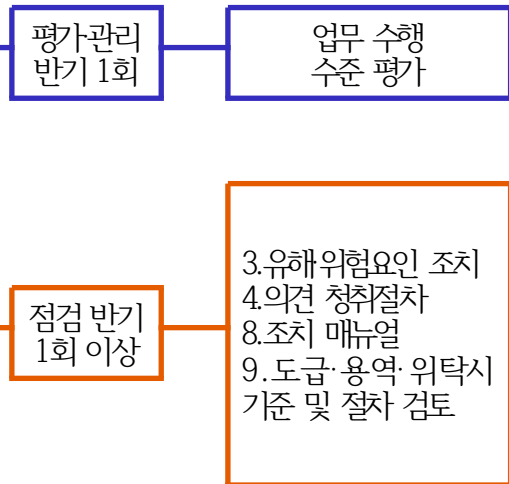 평가·관리
반기 1회
업무 수행
수준 평가
점검 반기
1회 이상
3.유해·위험요인 조치
4.의견 청취절차
8.조치 매뉴얼
9.도급·용역·위탁시
기준 및 절차 검토